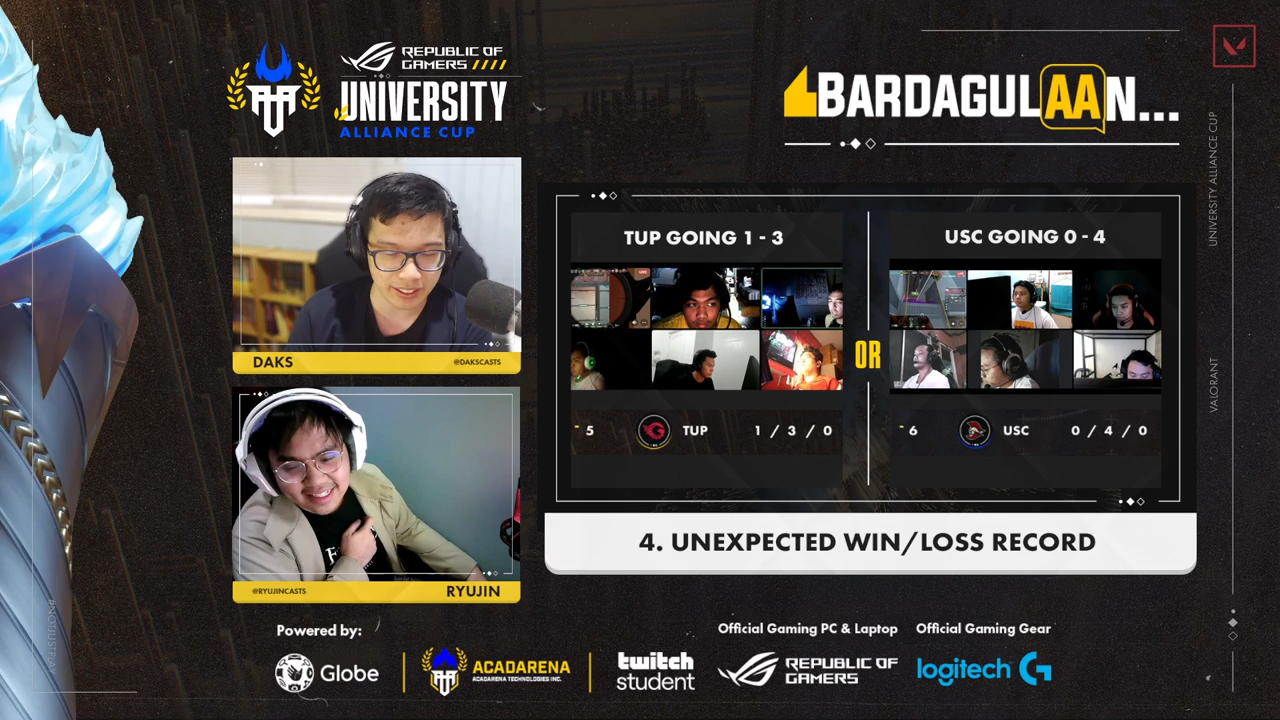 REPUBLIC OF
GAMERS
UNIVERSITY
ALLIANCE CUP
BARDAGULAAN...
UNIVERSITY ALLIANCE CUP
VALORANT
TUP GOING 1 - 3
USC GOING 0 - 4
OR
5 TUP 1 / 3 / 0
6 USC 0 / 4 / 0
4. UNEXPECTED WIN/LOSS RECORD
DAKS
@DAKSCASTS
@RYUJINCASTS
RYUJIN
Powered by:
Globe
ACADARENA
ACADARENA TECHNOLOGIES INC.
twitch
student
Official Gaming PC & Laptop
REPUBLIC OF
GAMERS
Official Gaming Gear
logitech G